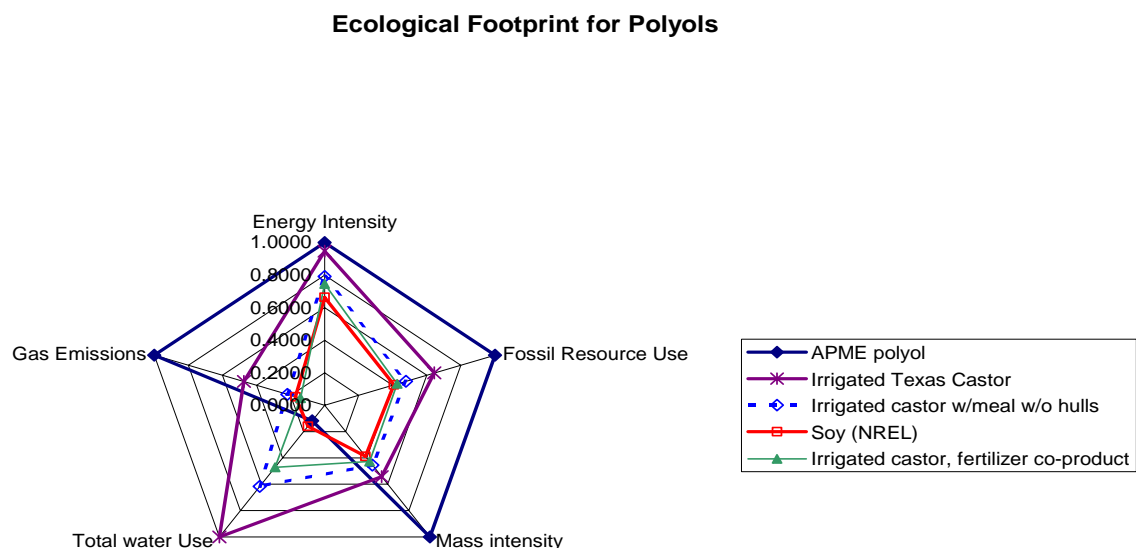 Ecological Footprint for Polyols
Energy Intensity
1.0000
0.8000
0.6000
0.4000
0.2000
0.0000
Gas Emissions
Fossil Resource Use
Total water Use
Mass intensity
APME polyol
Irrigated Texas Castor
Irrigated castor w/meal w/o hulls
Soy (NREL)
Irrigated castor, fertilizer co-product